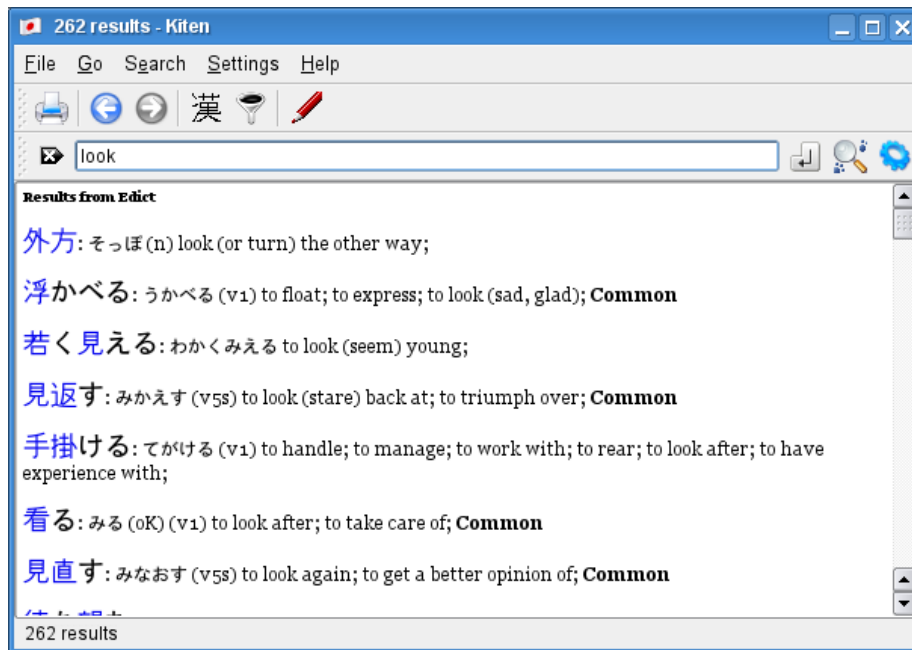 262 results - Kiten
File Go Search Settings Help
漢
look
Results from Edict
外方: そっぽ (n) look (or turn) the other way;
浮かべる: うかべる (v1) to float; to express; to look (sad, glad); Common
若く見える: わかくみえる to look (seem) young;
見返す: みかえす (v5s) to look (stare) back at; to triumph over; Common
手掛ける: てがける (v1) to handle; to manage; to work with; to rear; to look after; to have
experience with;
看る: みる (oK) (v1) to look after; to take care of; Common
見直す: みなおす (v5s) to look again; to get a better opinion of; Common
262 results